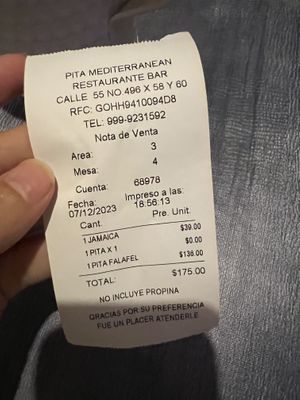 PITA MEDITERRANEAN
RESTAURANTE BAR
CALLE 55 NO.496 X 58 Y 60
RFC: GOHH9410094D8
TEL: 999-9231592
Nota de Venta
Area: 3
Mesa: 4
Cuenta: 68978
Fecha: Impreso a las:
07/12/2023 18:56:13
Cant. Pre. Unit.
1 JAMAICA $39.00
1 PITA X 1 $0.00
1 PITA FALAFEL $136.00
TOTAL: $175.00
NO INCLUYE PROPINA
GRACIAS POR SU PREFERENCIA
FUE UN PLACER ATENDERLE